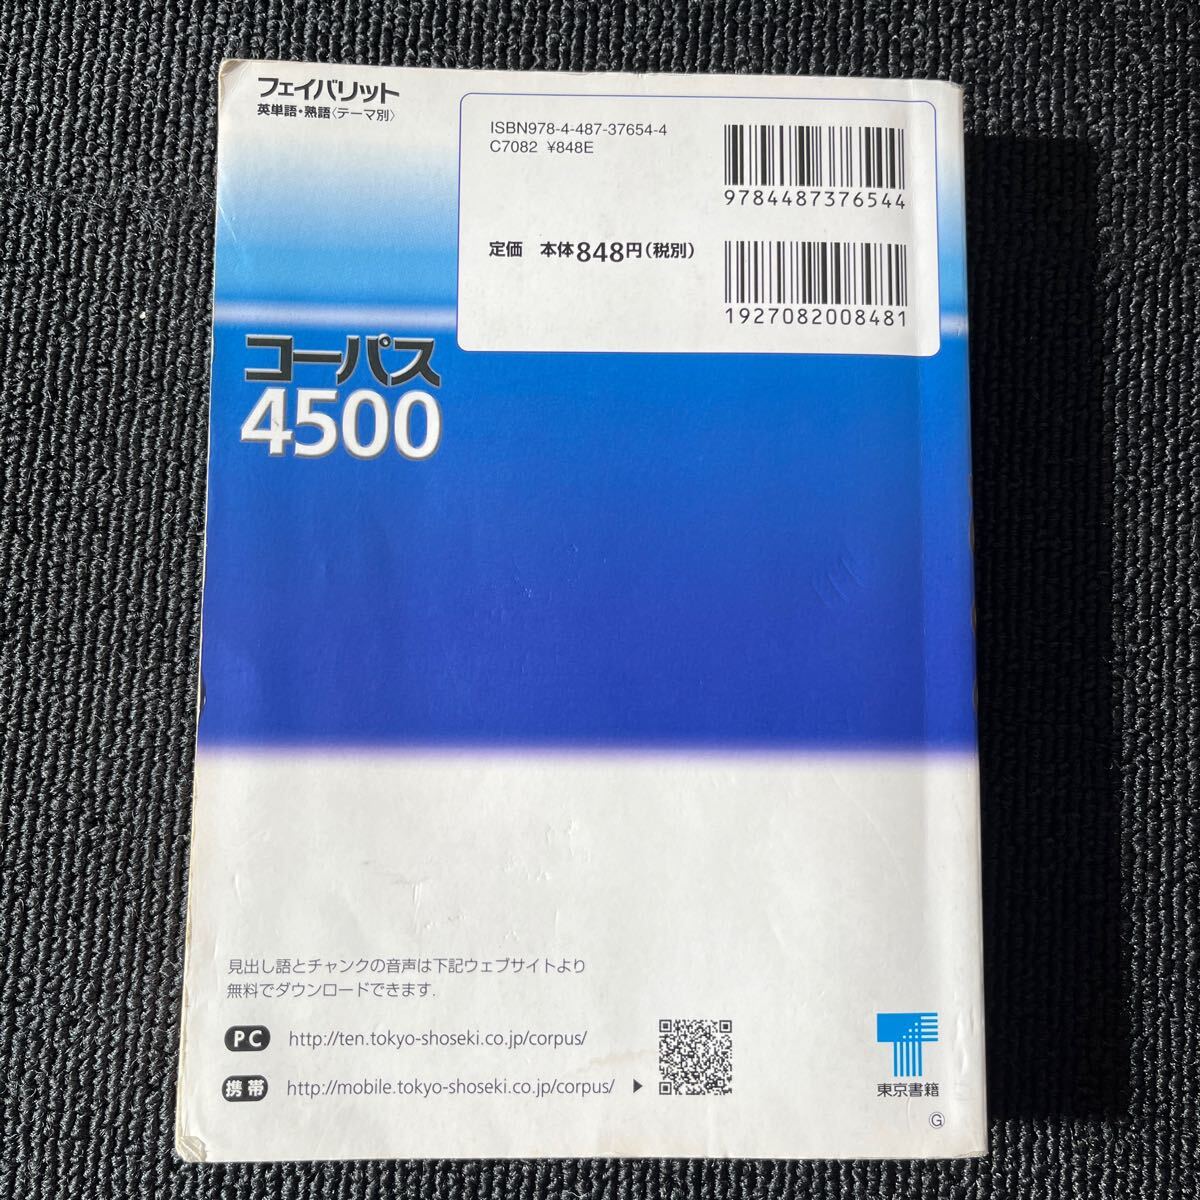 フェイバリット
英単語・熟語〈テーマ別〉
ISBN978-4-487-37654-4
C7082 ¥848E
9784487376544
定価 本体848円(税別)
1927082008481
コーパス
4500
見出し語とチャンクの音声は下記ウェブサイトより
無料でダウンロードできます.
PC http://ten.tokyo-shoseki.co.jp/corpus/
携帯 http://mobile.tokyo-shoseki.co.jp/corpus/ ▶
東京書籍
Ⓖ